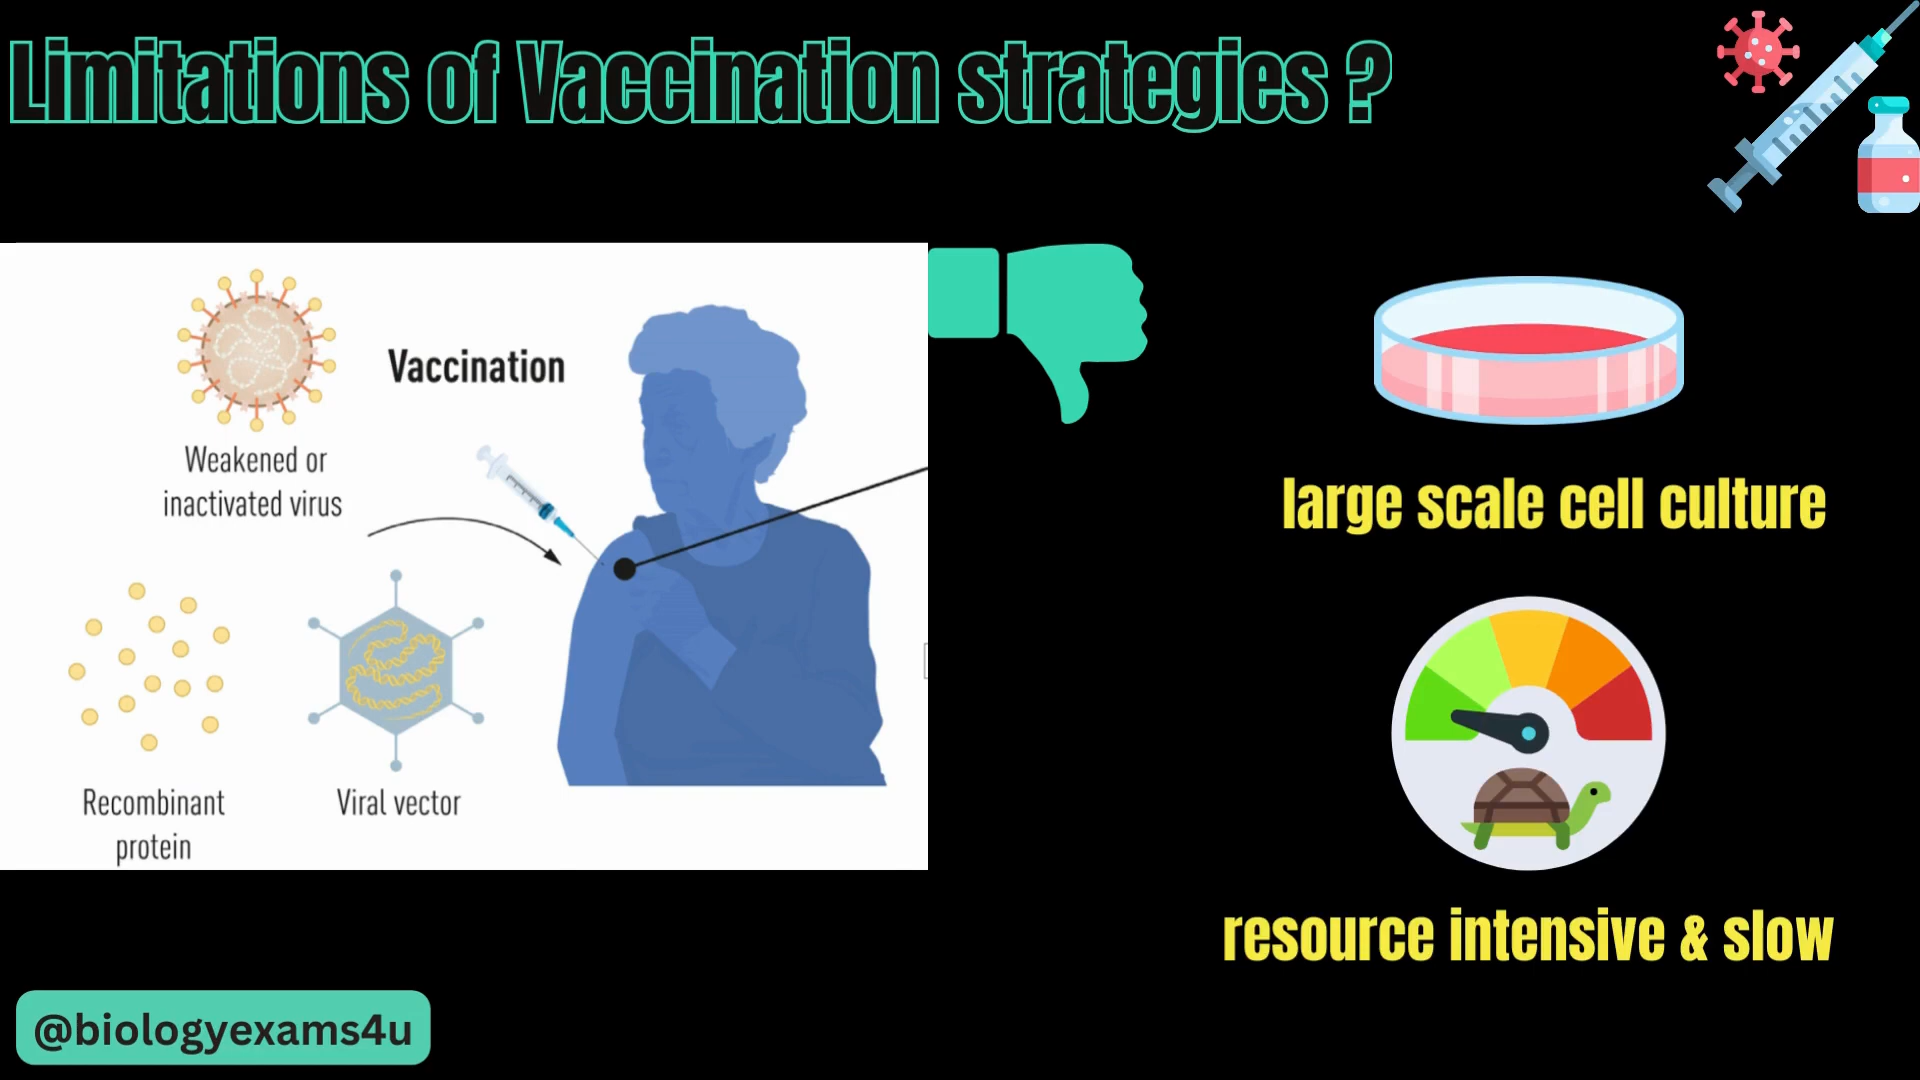 Limitations of Vaccination strategies ?
Vaccination
Weakened or
inactivated virus
Recombinant
protein
Viral vector
large scale cell culture
resource intensive & slow
@biologyexams4u